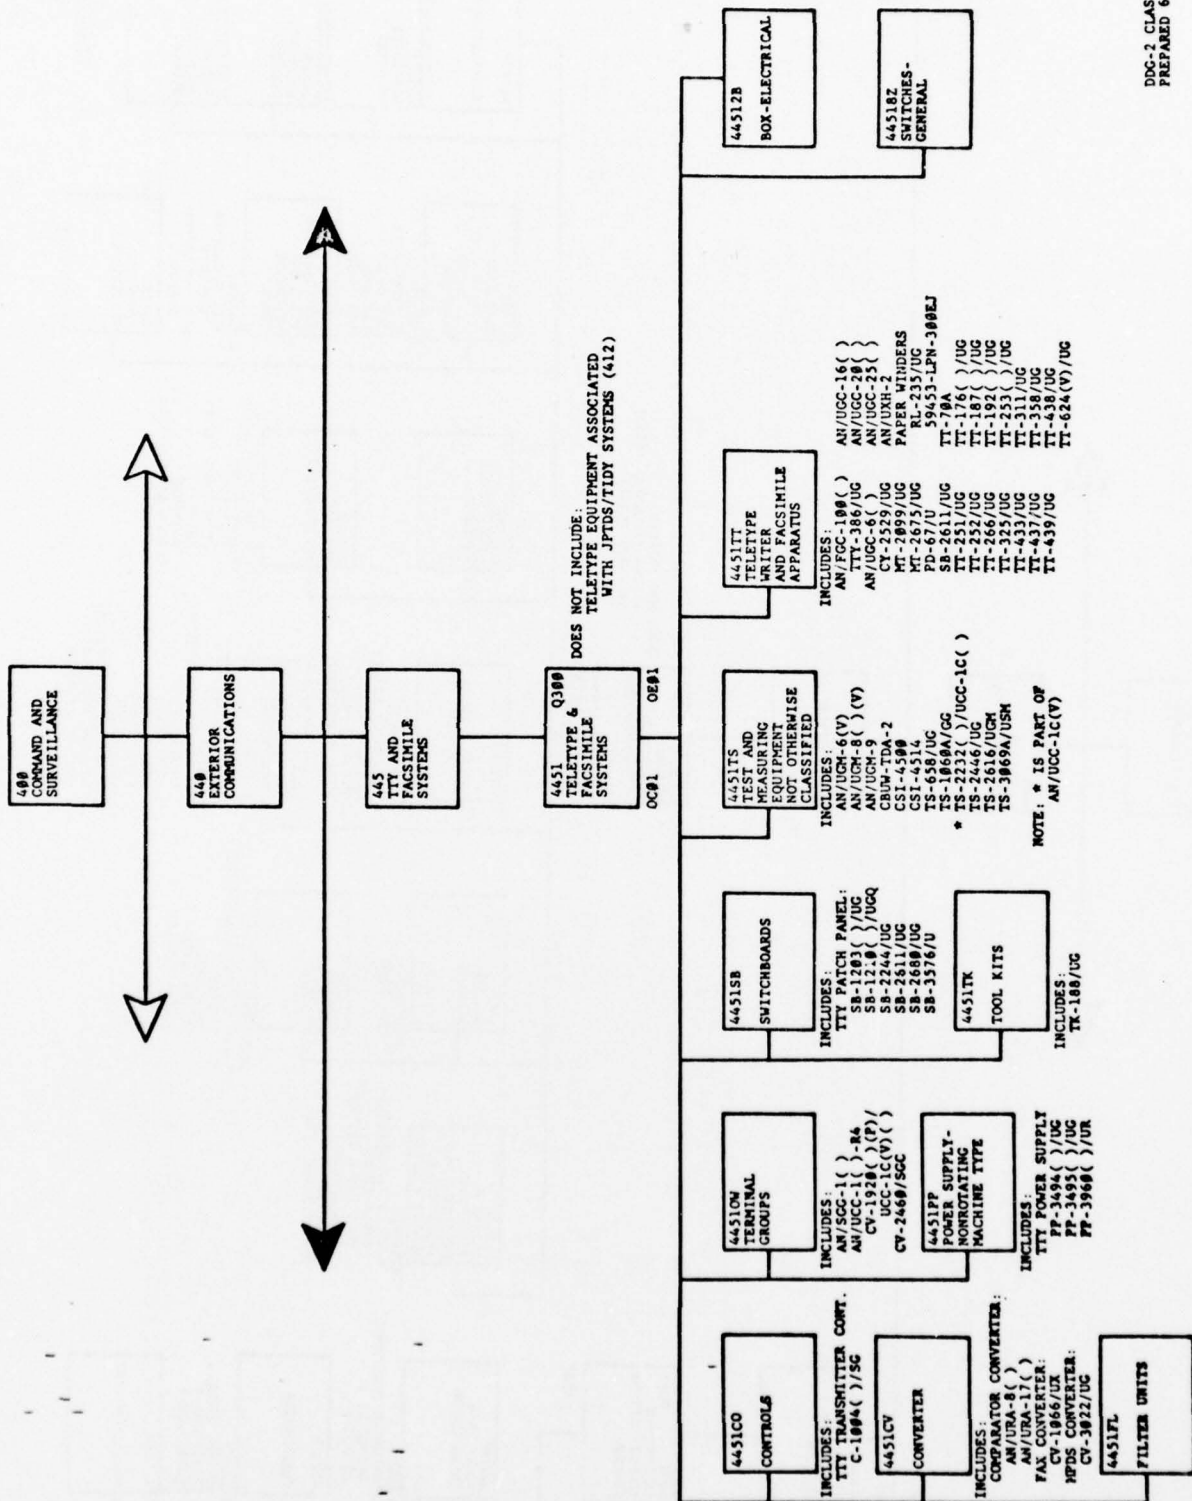 400
COMMAND AND
SURVEILLANCE
440
EXTERIOR
COMMUNICATIONS
445
TTY AND
FACSIMILE
SYSTEMS
4451 Q300
TELETYPE &
FACSIMILE
SYSTEMS
OC01 OE01
DOES NOT INCLUDE:
TELETYPE EQUIPMENT ASSOCIATED
WITH JPTDS/TIDY SYSTEMS (412)
4451CO
CONTROLS
INCLUDES:
TTY TRANSMITTER CONT.
C-1004( )/SG
4451CV
CONVERTER
INCLUDES:
COMPARATOR CONVERTER:
AN/URA-8( )
AN/URA-17( )
FAX CONVERTER:
CV-1066/UX
MPDS CONVERTER:
CV-3022/UG
4451FL
FILTER UNITS
4451OW
TERMINAL
GROUPS
INCLUDES:
AN/SGC-1( )
AN/UCC-1( )-R4
CV-1920( )(P)/
UCC-1C(V)( )
CV-2460/SGC
4451PP
POWER SUPPLY-
NONROTATING
MACHINE TYPE
INCLUDES:
TTY POWER SUPPLY
PP-3494( )/UG
PP-3495( )/UG
PP-3960( )/UR
4451SB
SWITCHBOARDS
INCLUDES:
TTY PATCH PANEL:
SB-1203( )/UG
SB-1210( )/UGQ
SB-2244/UG
SB-2611/UG
SB-2680/UG
SB-3576/U
4451TK
TOOL KITS
INCLUDES:
TK-188/UG
4451TS
TEST AND
MEASURING
EQUIPMENT
NOT OTHERWISE
CLASSIFIED
INCLUDES:
AN/UGM-6(V)
AN/UGM-8( )(V)
AN/UGM-9
CBUW-TDA-2
CSI-4500
CSI-4514
TS-658/UG
TS-1060A/GG
* TS-2232( )/UCC-1C( )
TS-2446/UG
TS-2616/UGM
TS-3069A/USM
NOTE: * IS PART OF
AN/UCC-1C(V)
4451TT
TELETYPE
WRITER
AND FACSIMILE
APPARATUS
INCLUDES:
AN/FGC-100( )
TTY-386/UG
AN/UGC-6( )
CY-2529/UG
MT-2099/UG
MT-2675/UG
PD-67/U
SB-2611/UG
TT-251/UG
TT-252/UG
TT-266/UG
TT-325/UG
TT-433/UG
TT-437/UG
TT-439/UG
AN/UGC-16( )
AN/UGC-20( )
AN/UGC-25( )
AN/UXH-2
PAPER WINDERS
RL-235/UG
59453-LPN-300EJ
TT-70A
TT-176( )/UG
TT-187( )/UG
TT-192( )/UG
TT-253( )/UG
TT-311/UG
TT-358/UG
TT-438/UG
TT-624(V)/UG
44512B
BOX-ELECTRICAL
44518Z
SWITCHES-
GENERAL
DDG-2 CLAS
PREPARED 6